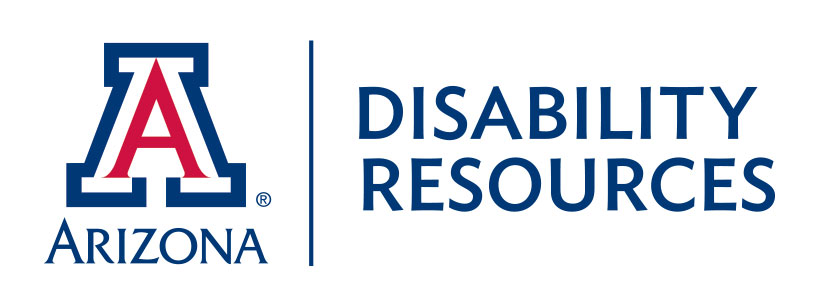 A®
ARIZONA
DISABILITY
RESOURCES